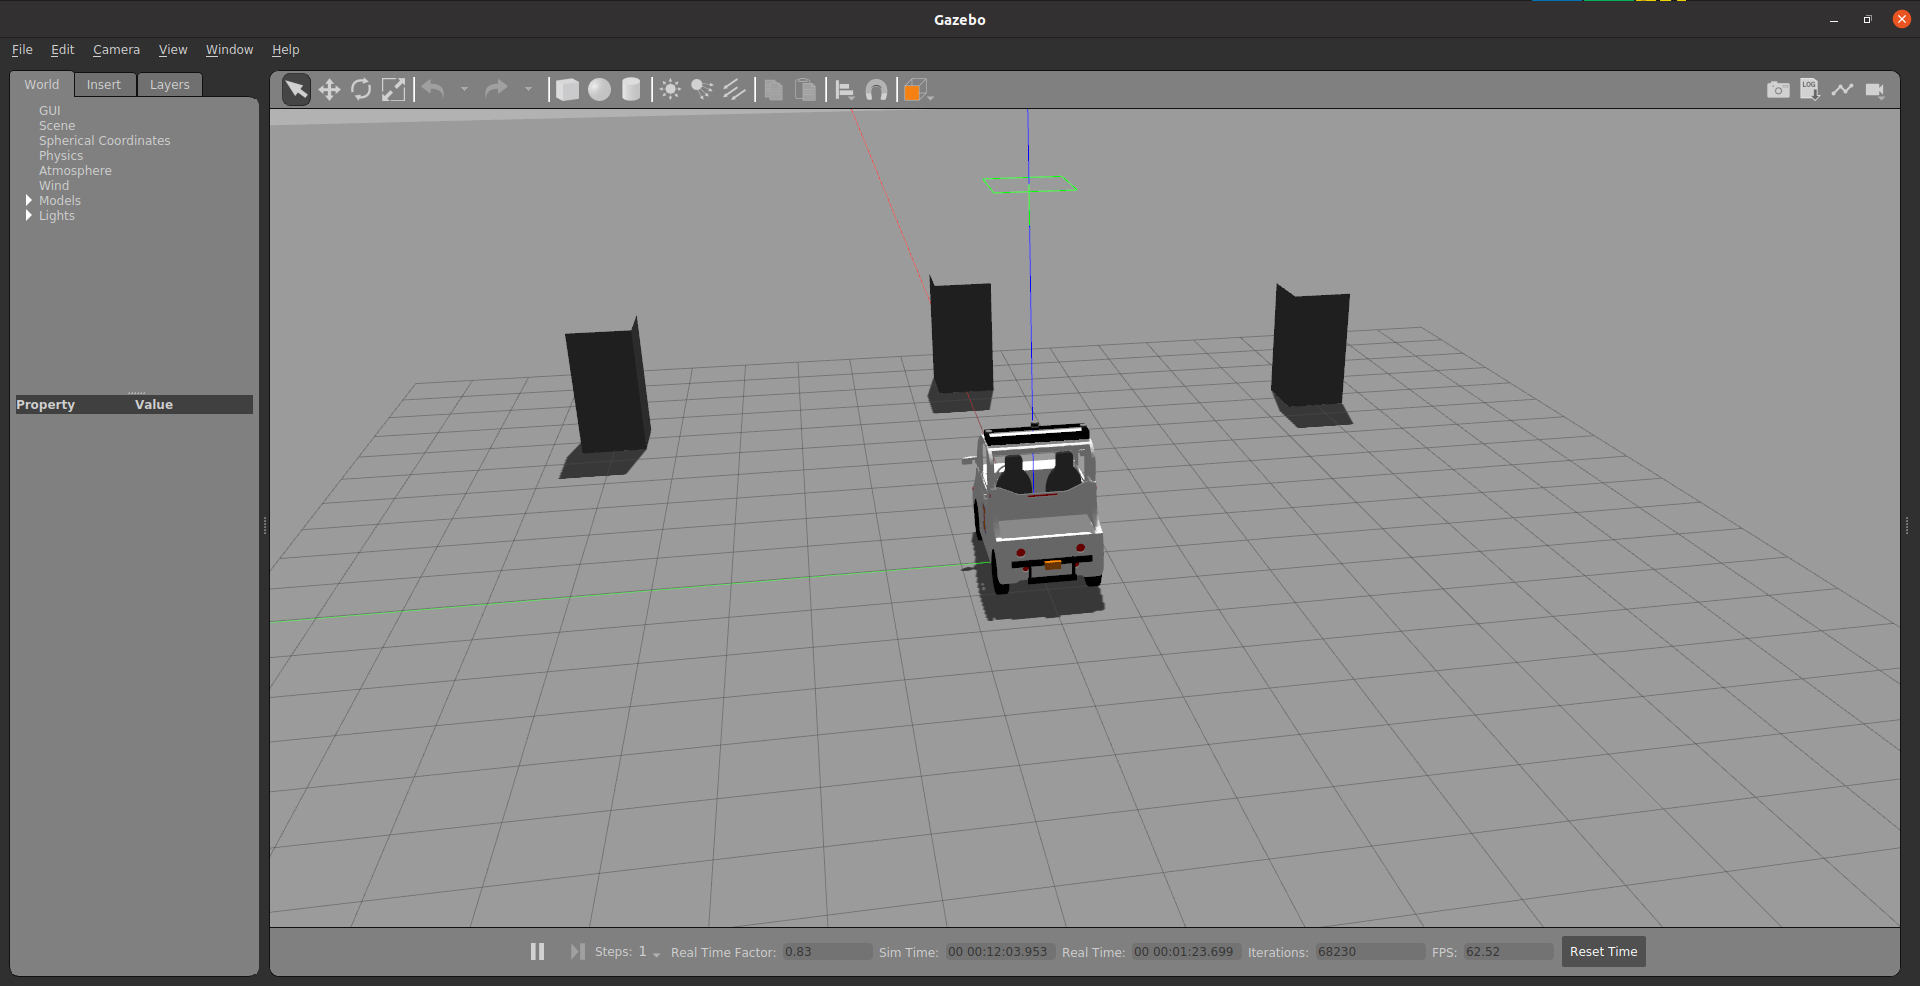 Gazebo
File Edit Camera View Window Help
World Insert Layers
GUI
Scene
Spherical Coordinates
Physics
Atmosphere
Wind
Models
Lights
Property Value
LOG
Steps: 1 Real Time Factor: 0.83 Sim Time: 00 00:12:03.953 Real Time: 00 00:01:23.699 Iterations: 68230 FPS: 62.52 Reset Time